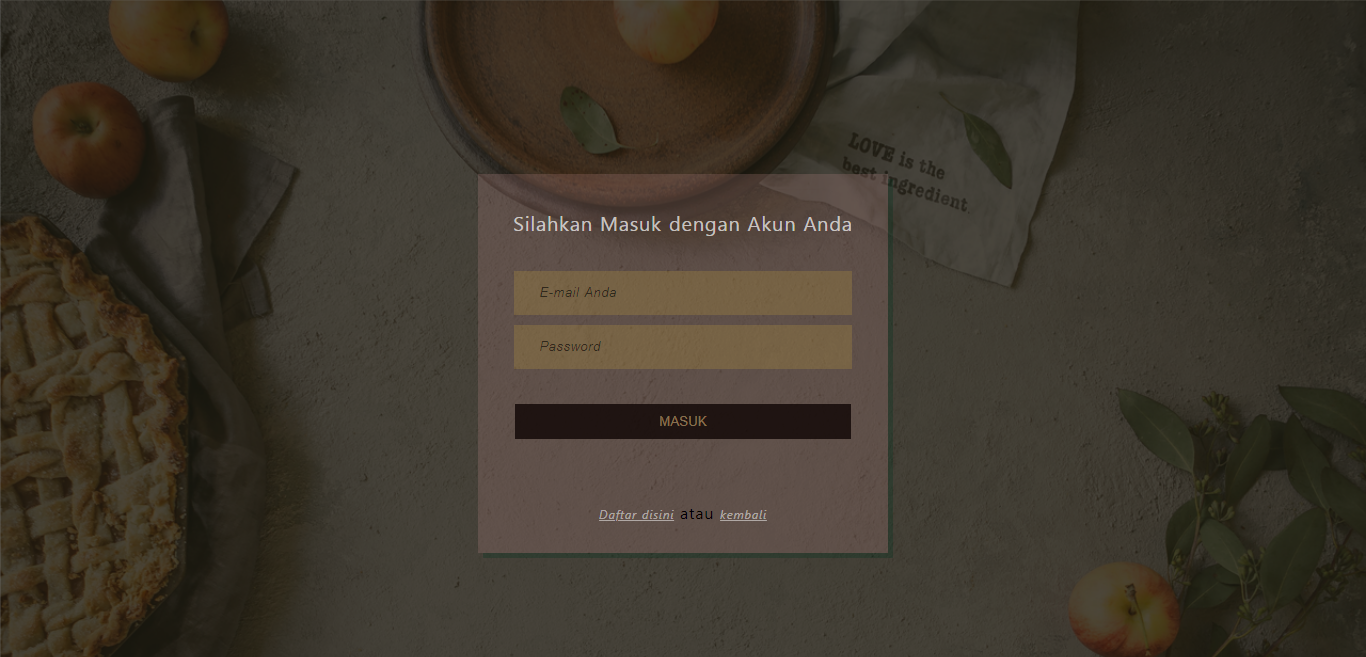 LOVE is the
best ingredient.
Silahkan Masuk dengan Akun Anda
E-mail Anda
Password
MASUK
Daftar disini atau kembali